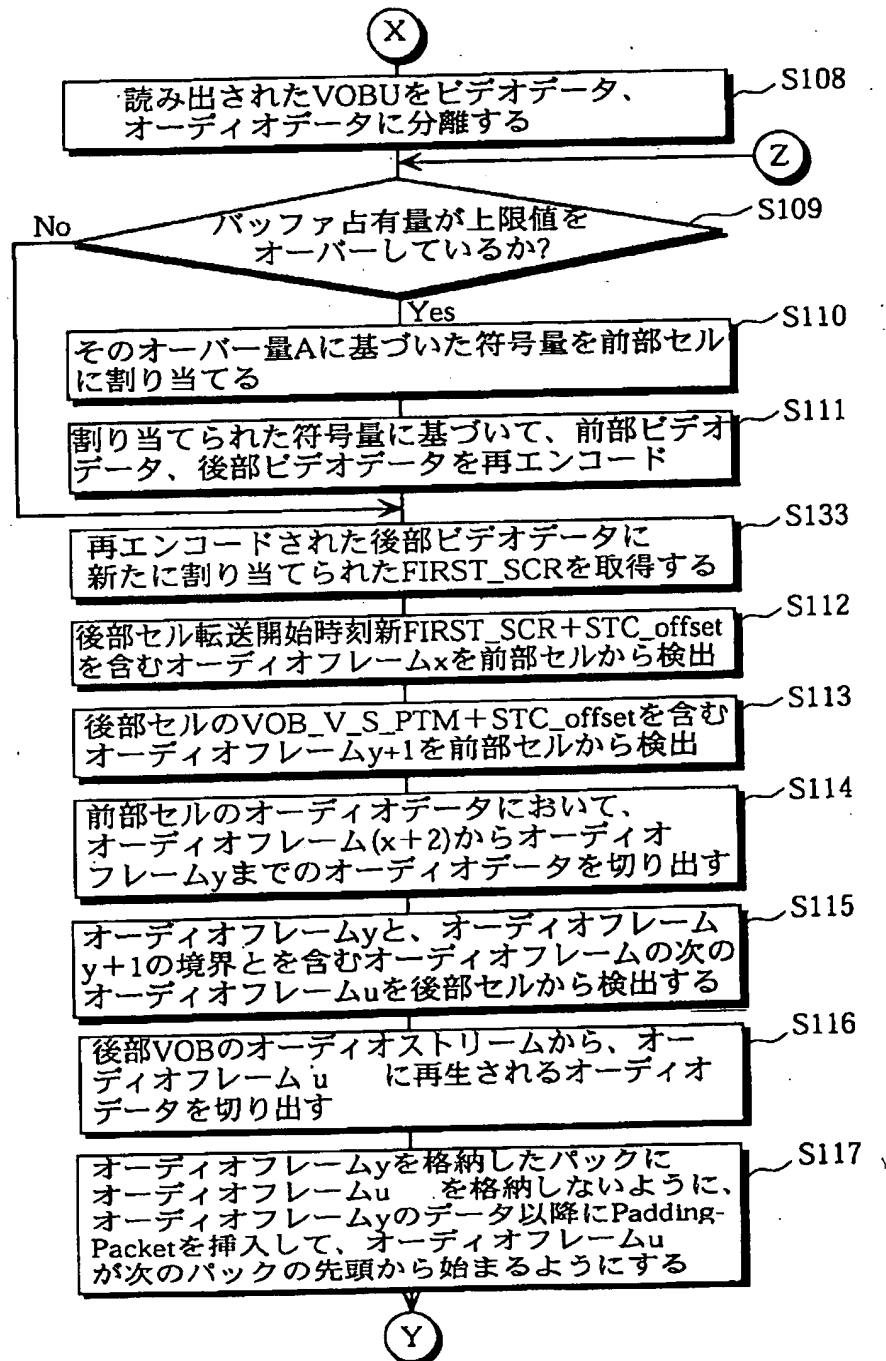 X
読み出されたVOBUをビデオデータ、
オーディオデータに分離する
S108
Z
バッファ占有量が上限値を
オーバーしているか?
S109
No
Yes
そのオーバー量Aに基づいた符号量を前部セル
に割り当てる
S110
割り当てられた符号量に基づいて、前部ビデオ
データ、後部ビデオデータを再エンコード
S111
再エンコードされた後部ビデオデータに
新たに割り当てられたFIRST_SCRを取得する
S133
後部セル転送開始時刻新FIRST_SCR+STC_offset
を含むオーディオフレームxを前部セルから検出
S112
後部セルのVOB_V_S_PTM+STC_offsetを含む
オーディオフレームy+1を前部セルから検出
S113
前部セルのオーディオデータにおいて、
オーディオフレーム(x+2)からオーディオ
フレームyまでのオーディオデータを切り出す
S114
オーディオフレームyと、オーディオフレーム
y+1の境界とを含むオーディオフレームの次の
オーディオフレームuを後部セルから検出する
S115
後部VOBのオーディオストリームから、オー
ディオフレーム u に再生されるオーディオ
データを切り出す
S116
オーディオフレームyを格納したパックに
オーディオフレームu を格納しないように、
オーディオフレームyのデータ以降にPadding-
Packetを挿入して、オーディオフレームu
が次のパックの先頭から始まるようにする
S117
Y